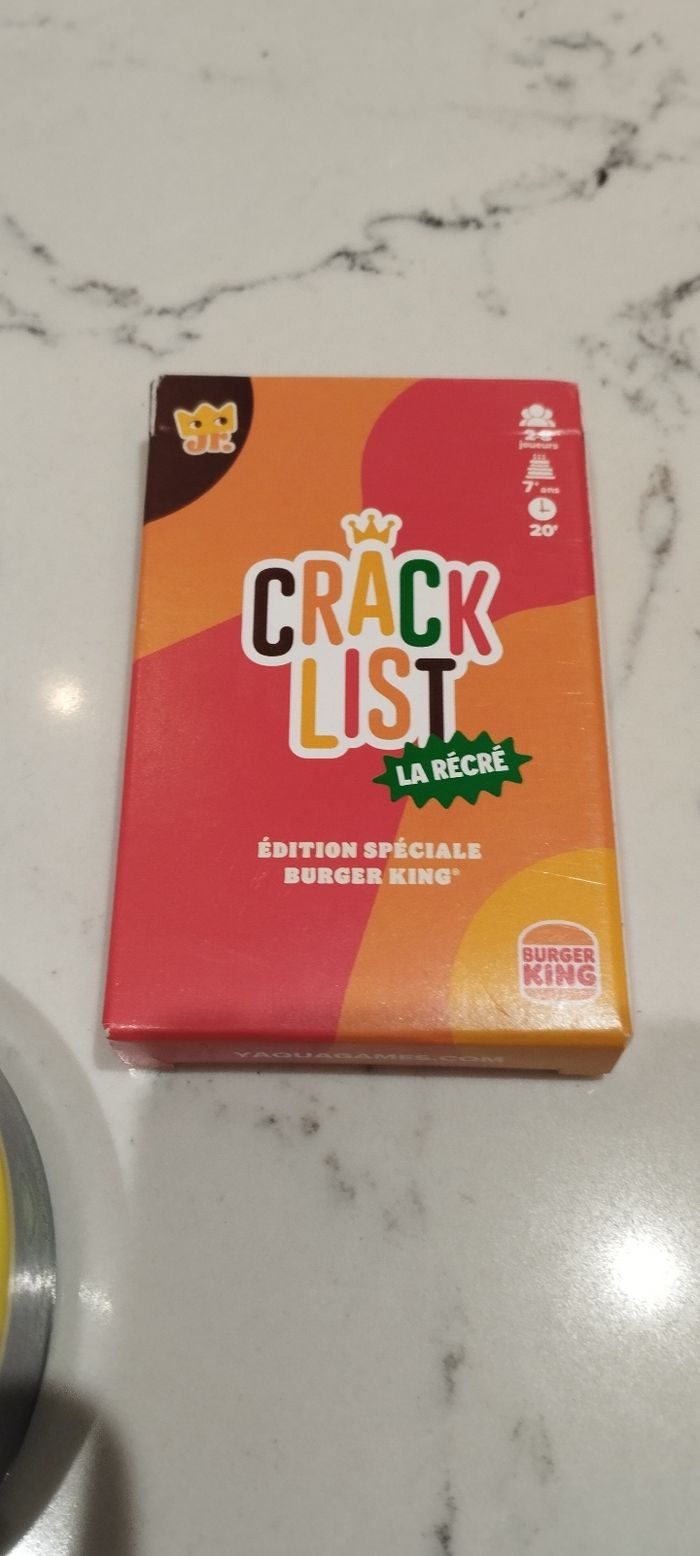 Jr.
2-8
joueurs
7+ ans
20'
CRACK
LIST
LA RÉCRÉ
ÉDITION SPÉCIALE
BURGER KING®
BURGER
KING
YAQUAGAMES.COM